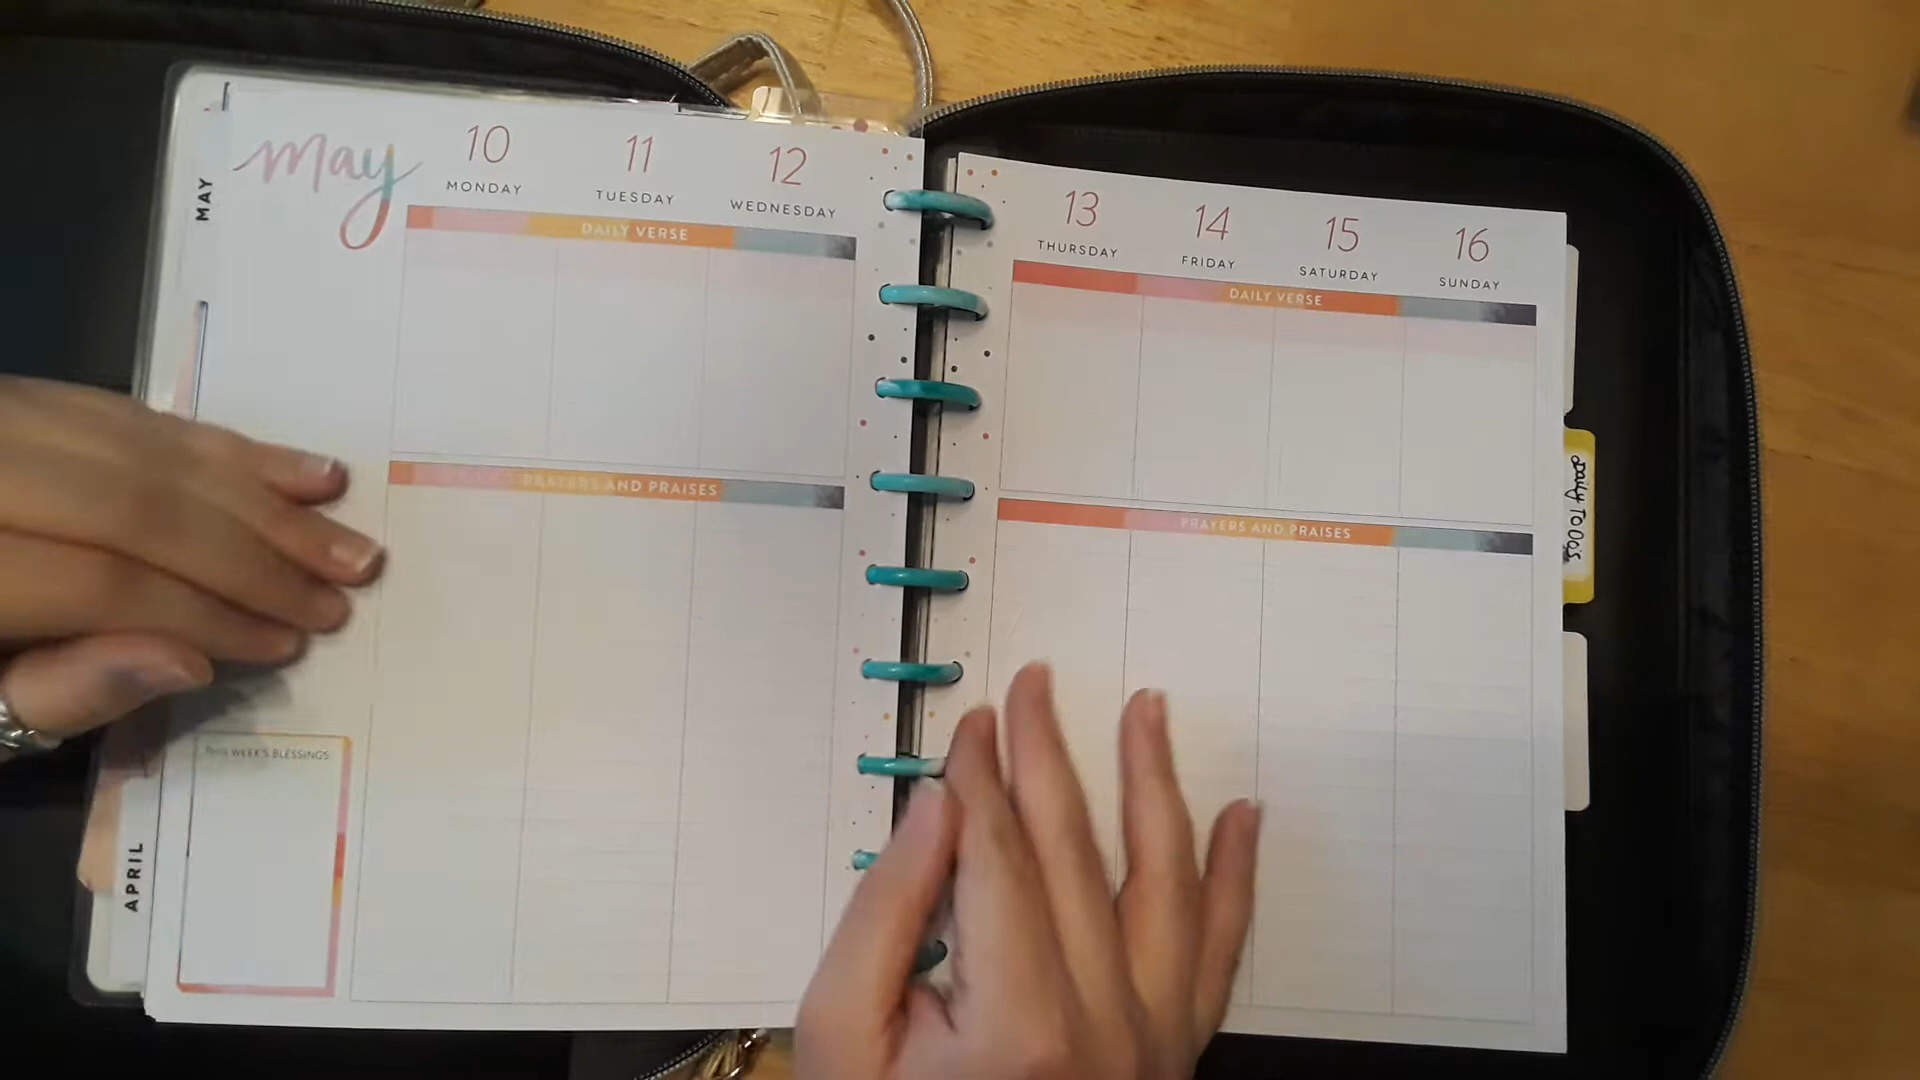 may
10
MONDAY
11
TUESDAY
12
WEDNESDAY
DAILY VERSE
PRAYERS AND PRAISES
THIS WEEK'S BLESSINGS
MAY
APRIL
13
THURSDAY
14
FRIDAY
15
SATURDAY
16
SUNDAY
DAILY VERSE
PRAYERS AND PRAISES
Daily To Do's